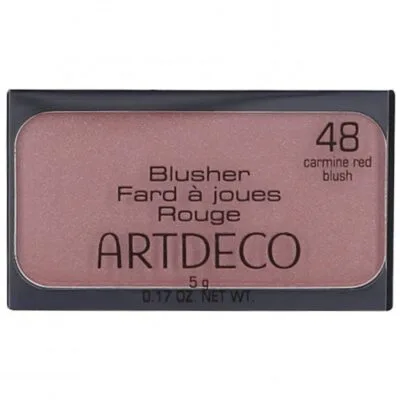 48
carmine red
blush
Blusher
Fard à joues
Rouge
ARTDECO
5 g
0.17 OZ. NET WT.